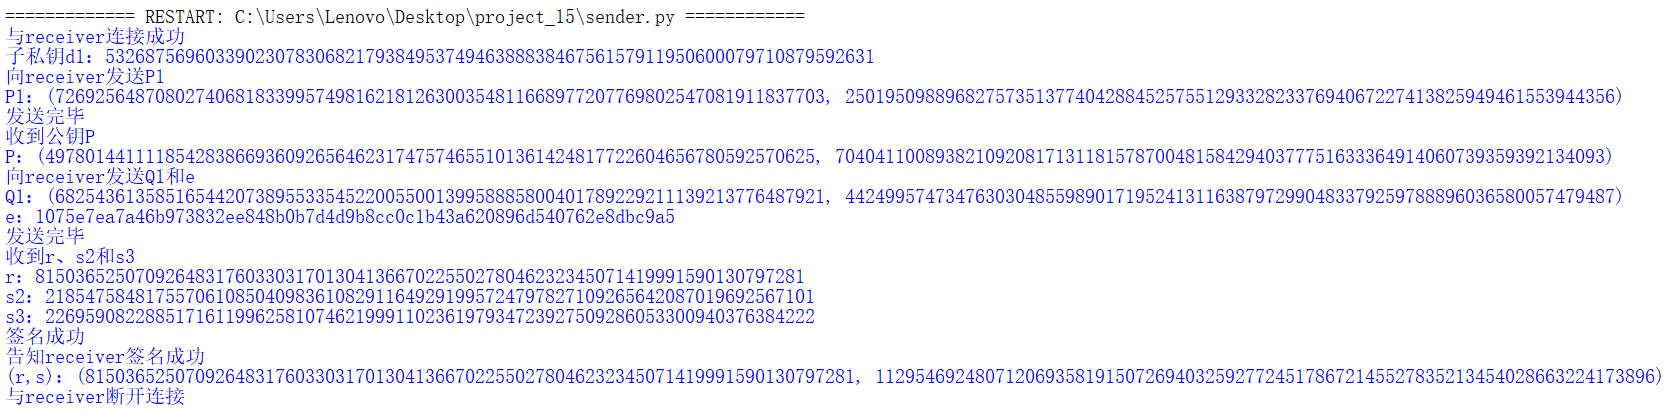 ============= RESTART: C:\Users\Lenovo\Desktop\project_15\sender.py ============
与receiver连接成功
子私钥d1：53268756960339023078306821793849537494638883846756157911950600079710879592631
向receiver发送P1
P1：(72692564870802740681833995749816218126300354811668977207769802547081911837703, 25019509889682757351377404288452575512933282337694067227413825949461553944356)
发送完毕
收到公钥P
P：(49780144111185428386693609265646231747574655101361424817722604656780592570625, 70404110089382109208171311815787004815842940377751633364914060739359392134093)
向receiver发送Q1和e
Q1：(68254361358516544207389553354522005500139958885800401789229211139213776487921, 44249957473476303048559890171952413116387972990483379259788896036580057479487)
e：1075e7ea7a46b973832ee848b0b7d4d9b8cc0c1b43a620896d540762e8dbc9a5
发送完毕
收到r、s2和s3
r：81503652507092648317603303170130413667022550278046232345071419991590130797281
s2：21854758481755706108504098361082911649291995724797827109265642087019692567101
s3：226959082228851716119962581074621999110236197934723927509286053300940376384222
签名成功
告知receiver签名成功
(r,s)：(81503652507092648317603303170130413667022550278046232345071419991590130797281, 11295469248071206935819150726940325927724517867214552783521345402866322417​3896)
与receiver断开连接